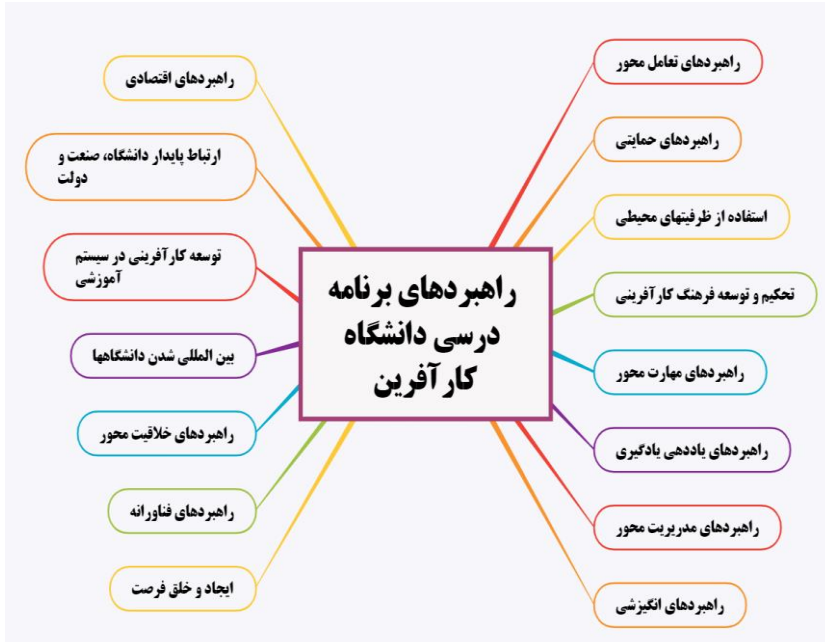 راهبردهای برنامه
درسی دانشگاه
کارآفرین
راهبردهای تعامل محور
راهبردهای حمایتی
استفاده از ظرفیتهای محیطی
تحکیم و توسعه فرهنگ کارآفرینی
راهبردهای مهارت محور
راهبردهای یاددهی یادگیری
راهبردهای مدریریت محور
راهبردهای انگیزشی
راهبردهای اقتصادی
ارتباط پایدار دانشگاه، صنعت و
دولت
توسعه کارآفرینی در سیستم
آموزشی
بین المللی شدن دانشگاهها
راهبردهای خلاقیت محور
راهبردهای فناورانه
ایجاد و خلق فرصت